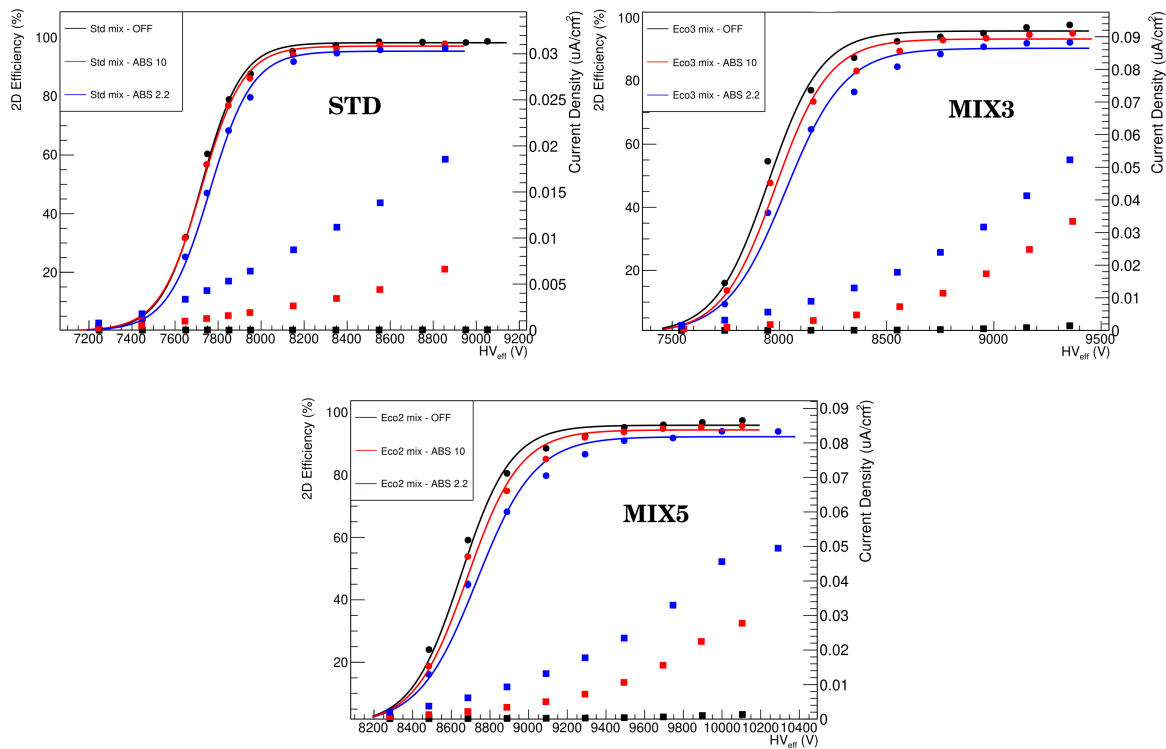 2D Efficiency (%)
100
80
60
40
20
Std mix - OFF
Std mix - ABS 10
Std mix - ABS 2.2
STD
0.03
0.025
0.02
0.015
0.01
0.005
0
Current Density (uA/cm²)
7200 7400 7600 7800 8000 8200 8400 8600 8800 9000 9200
HVeff (V)
2D Efficiency (%)
100
80
60
40
20
Eco3 mix - OFF
Eco3 mix - ABS 10
Eco3 mix - ABS 2.2
MIX3
0.09
0.08
0.07
0.06
0.05
0.04
0.03
0.02
0.01
0
Current Density (uA/cm²)
7500 8000 8500 9000 9500
HVeff (V)
2D Efficiency (%)
100
80
60
40
20
Eco2 mix - OFF
Eco2 mix - ABS 10
Eco2 mix - ABS 2.2
MIX5
0.09
0.08
0.07
0.06
0.05
0.04
0.03
0.02
0.01
0
Current Density (uA/cm²)
8200 8400 8600 8800 9000 9200 9400 9600 9800 10000 10200 10400
HVeff (V)